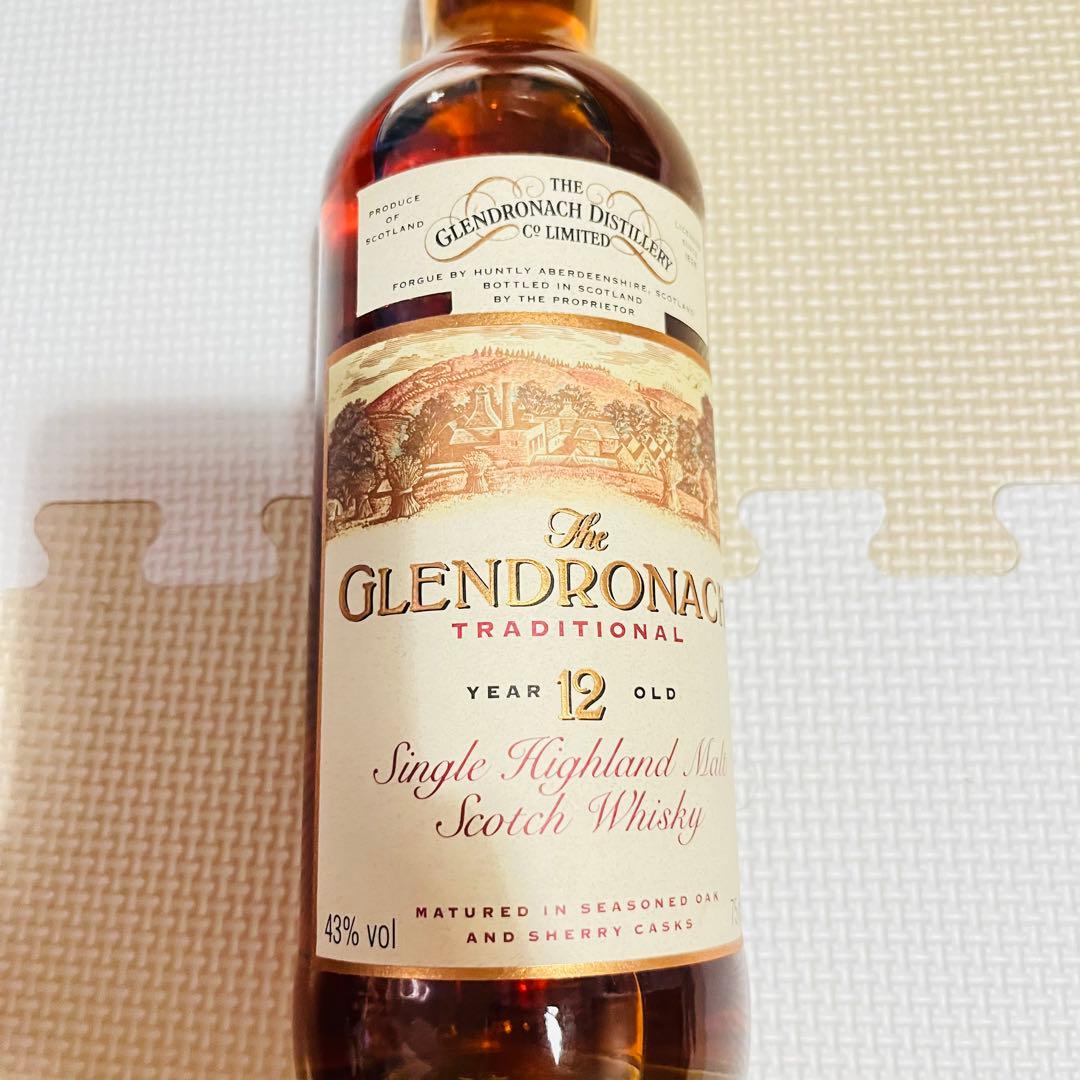 THE
GLENDRONACH DISTILLERY
Cº LIMITED
PRODUCE
OF
SCOTLAND
FORGUE BY HUNTLY ABERDEENSHIRE, SCOTLAND
BOTTLED IN SCOTLAND
BY THE PROPRIETOR
The
GLENDRONACH
TRADITIONAL
YEAR 12 OLD
Single Highland Malt
Scotch Whisky
MATURED IN SEASONED OAK
AND SHERRY CASKS
43% vol